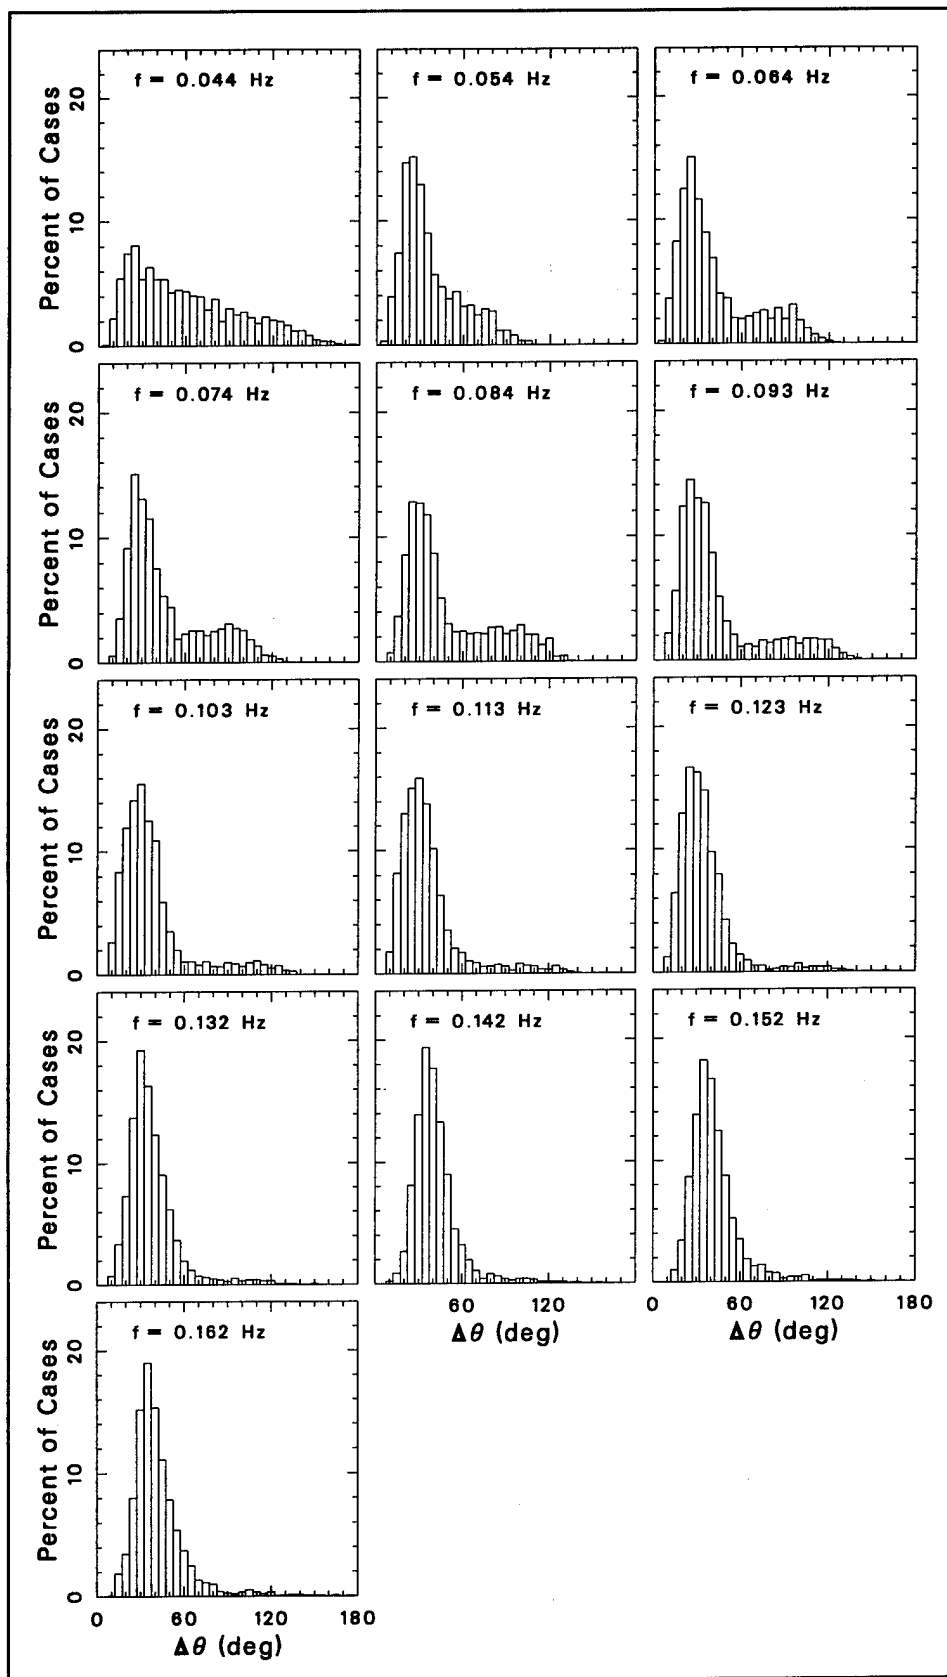 f = 0.044 Hz
f = 0.054 Hz
f = 0.064 Hz
Percent of Cases
20
10
0
f = 0.074 Hz
f = 0.084 Hz
f = 0.093 Hz
Percent of Cases
20
10
0
f = 0.103 Hz
f = 0.113 Hz
f = 0.123 Hz
Percent of Cases
20
10
0
f = 0.132 Hz
f = 0.142 Hz
f = 0.152 Hz
Percent of Cases
20
10
0
60 120
Δθ (deg)
0 60 120 180
Δθ (deg)
f = 0.162 Hz
Percent of Cases
20
10
0
0 60 120 180
Δθ (deg)